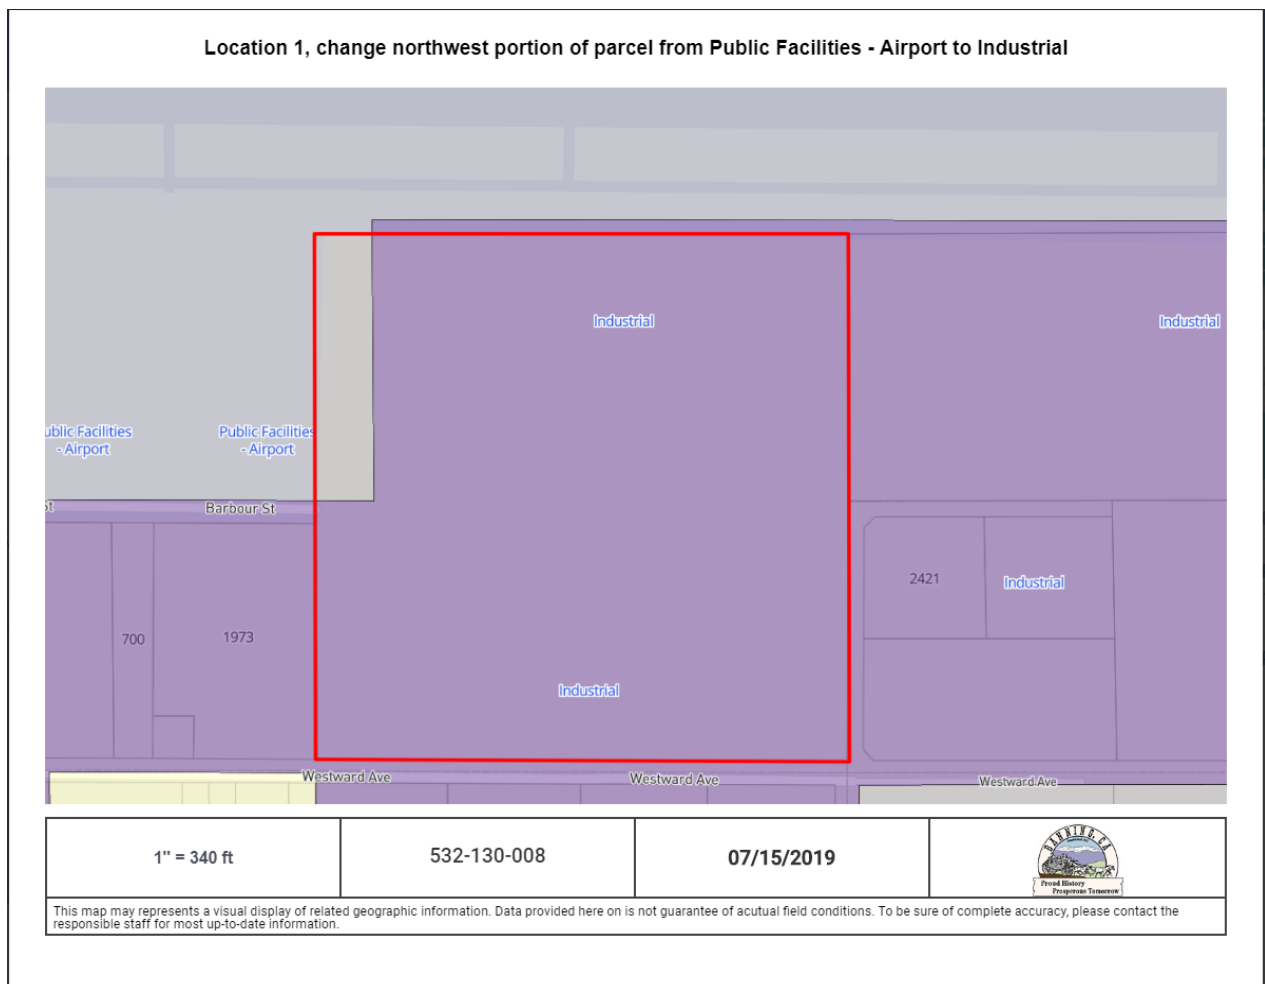 Location 1, change northwest portion of parcel from Public Facilities - Airport to Industrial
Industrial
Industrial
ublic Facilities
- Airport
Public Facilities
- Airport
St
Barbour St
2421
Industrial
700
1973
Industrial
Westward Ave
Westward Ave
Westward Ave
1" = 340 ft
532-130-008
07/15/2019
BANNING, CA
Proud History
Prosperous Tomorrow
This map may represents a visual display of related geographic information. Data provided here on is not guarantee of acutual field conditions. To be sure of complete accuracy, please contact the
responsible staff for most up-to-date information.